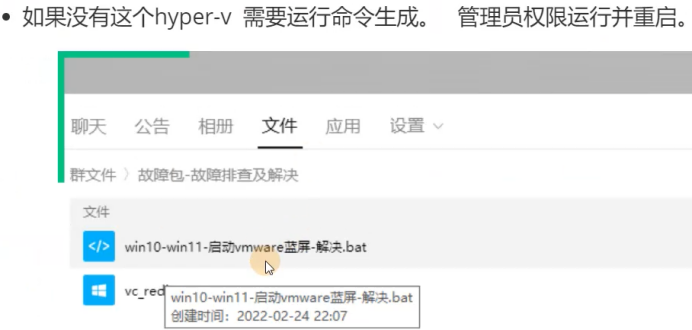 如果没有这个hyper-v 需要运行命令生成。 管理员权限运行并重启。
聊天 公告 相册 文件 应用 设置
群文件 〉故障包-故障排查及解决
文件
win10-win11-启动vmware蓝屏-解决.bat
vc_red
win10-win11-启动vmware蓝屏-解决.bat
创建时间：2022-02-24 22:07